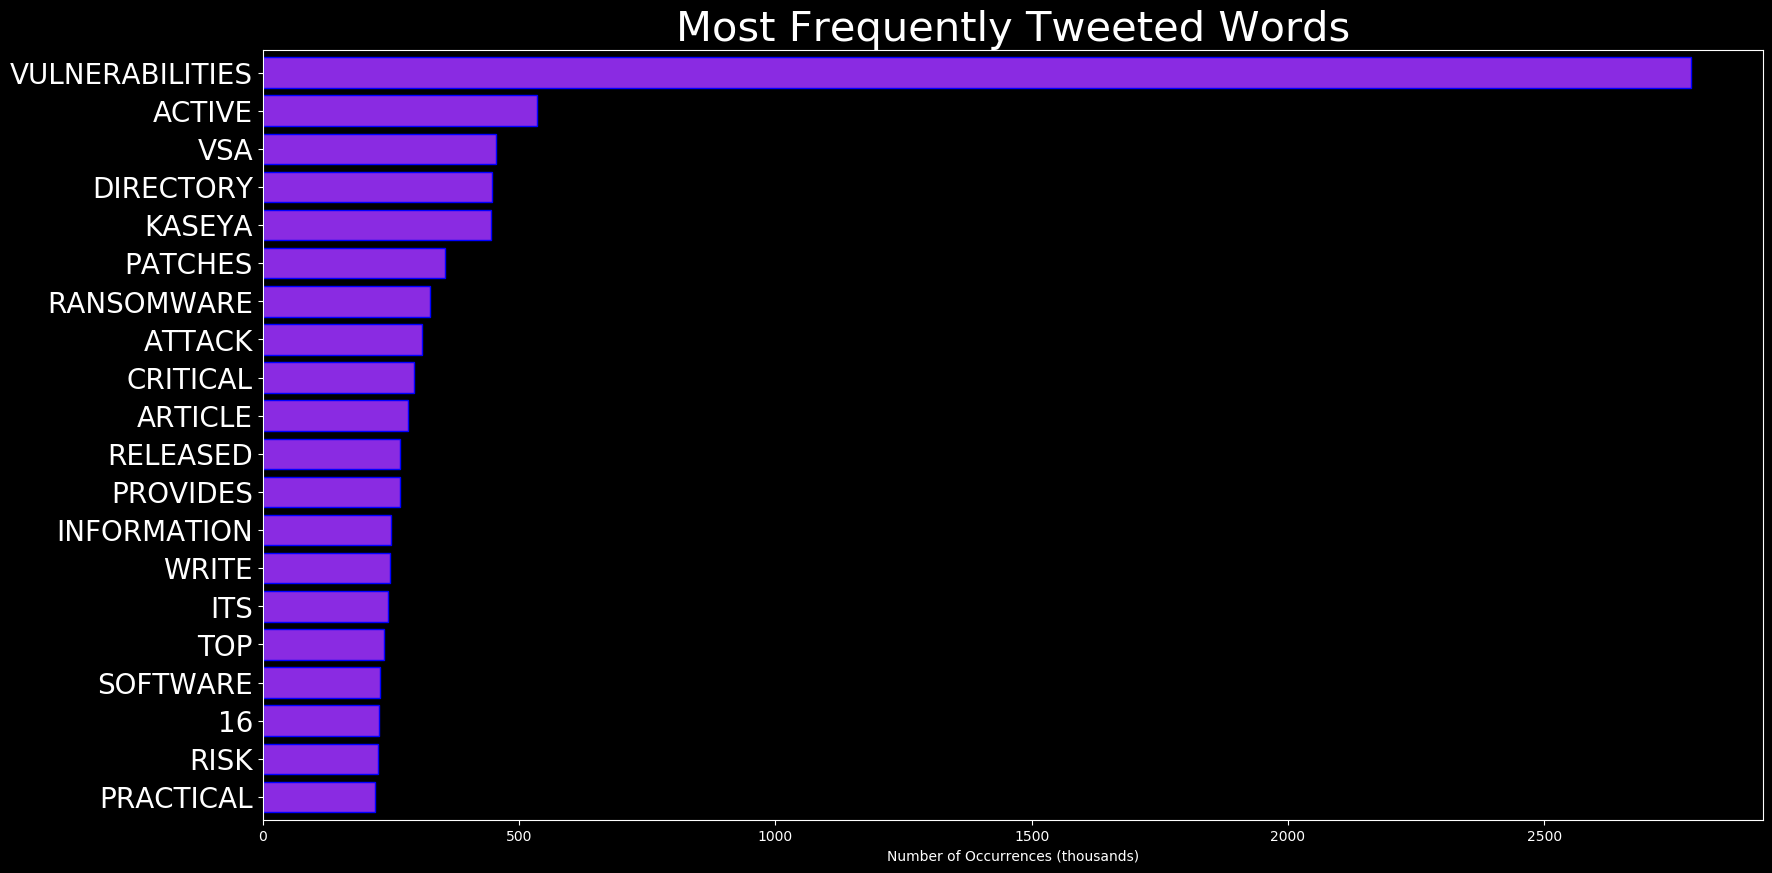 Most Frequently Tweeted Words
VULNERABILITIES
ACTIVE
VSA
DIRECTORY
KASEYA
PATCHES
RANSOMWARE
ATTACK
CRITICAL
ARTICLE
RELEASED
PROVIDES
INFORMATION
WRITE
ITS
TOP
SOFTWARE
16
RISK
PRACTICAL
0 500 1000 1500 2000 2500
Number of Occurrences (thousands)